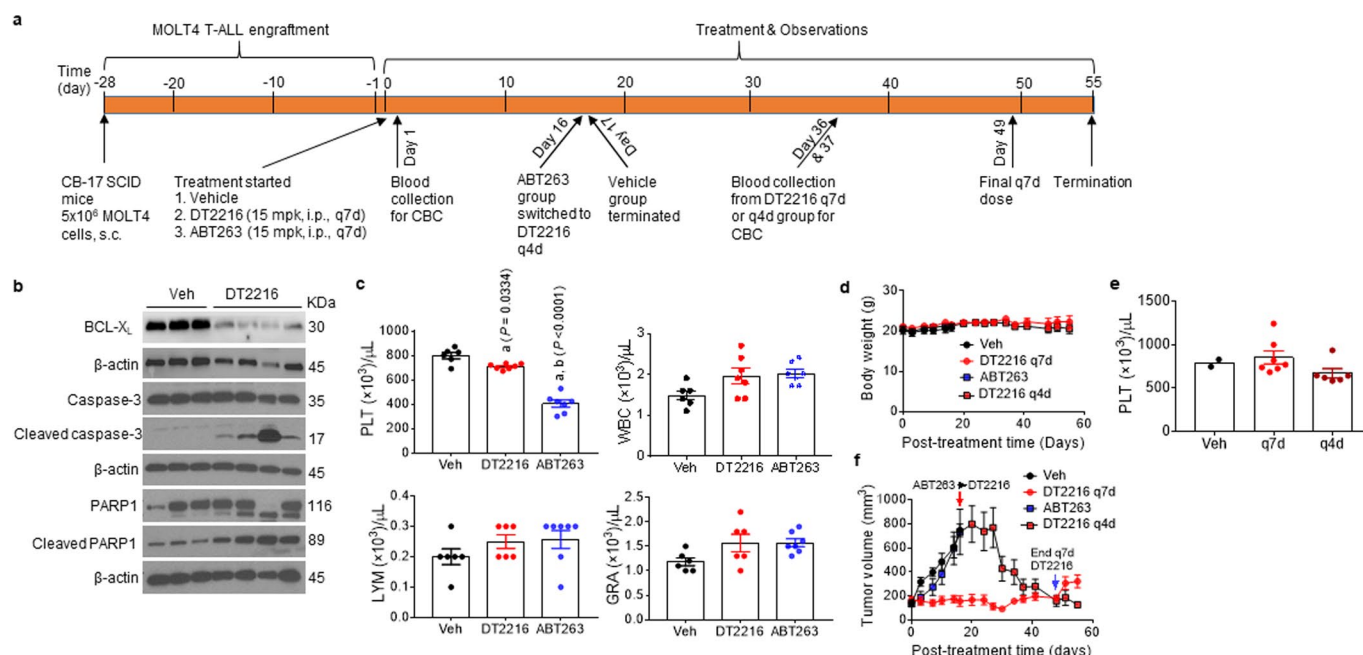 a
MOLT4 T-ALL engraftment
Treatment & Observations
Time
(day)
-28
-20
-10
-1
0
10
20
30
40
50
55
Day 1
Day 16
Day 17
Day 36
& 37
Day 49
CB-17 SCID
mice
5x10⁶ MOLT4
cells, s.c.
Treatment started
1. Vehicle
2. DT2216 (15 mpk, i.p., q7d)
3. ABT263 (15 mpk, i.p., q7d)
Blood
collection
for CBC
ABT263
group
switched to
DT2216
q4d
Vehicle
group
terminated
Blood collection
from DT2216 q7d
or q4d group for
CBC
Final q7d
dose
Termination
b
Veh
DT2216
KDa
BCL-X_L
30
β-actin
45
Caspase-3
35
Cleaved caspase-3
17
β-actin
45
PARP1
116
Cleaved PARP1
89
β-actin
45
c
PLT (×10³)/μL
1000
800
600
400
200
0
a (P = 0.0334)
a, b (P <0.0001)
Veh
DT2216
ABT263
WBC (×10³)/μL
3
2
1
0
Veh
DT2216
ABT263
LYM (×10³)/μL
0.4
0.3
0.2
0.1
0.0
Veh
DT2216
ABT263
GRA (×10³)/μL
2.5
2.0
1.5
1.0
0.5
0.0
Veh
DT2216
ABT263
d
Body weight (g)
40
30
20
10
0
0
20
40
60
Post-treatment time (Days)
Veh
DT2216 q7d
ABT263
DT2216 q4d
e
PLT (×10³)/μL
1500
1000
500
0
Veh
q7d
q4d
f
ABT263
DT2216
Veh
DT2216 q7d
ABT263
DT2216 q4d
End q7d
DT2216
Tumor volume (mm³)
1000
800
600
400
200
0
0
20
40
60
Post-treatment time (Days)